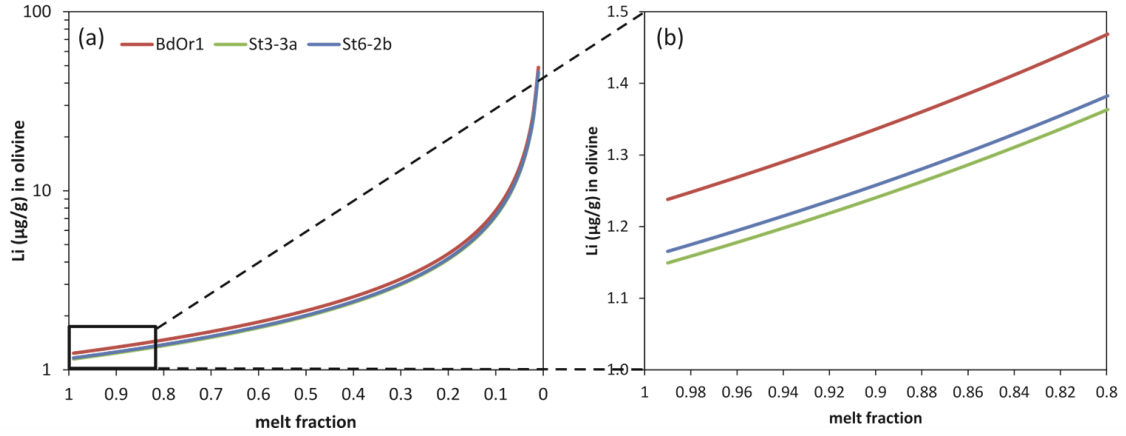 (a) BdOr1 St3-3a St6-2b
100
10
1
Li (µg/g) in olivine
1 0.9 0.8 0.7 0.6 0.5 0.4 0.3 0.2 0.1 0
melt fraction
(b)
1.5
1.4
1.3
1.2
1.1
1.0
Li (µg/g) in olivine
1 0.98 0.96 0.94 0.92 0.9 0.88 0.86 0.84 0.82 0.8
melt fraction